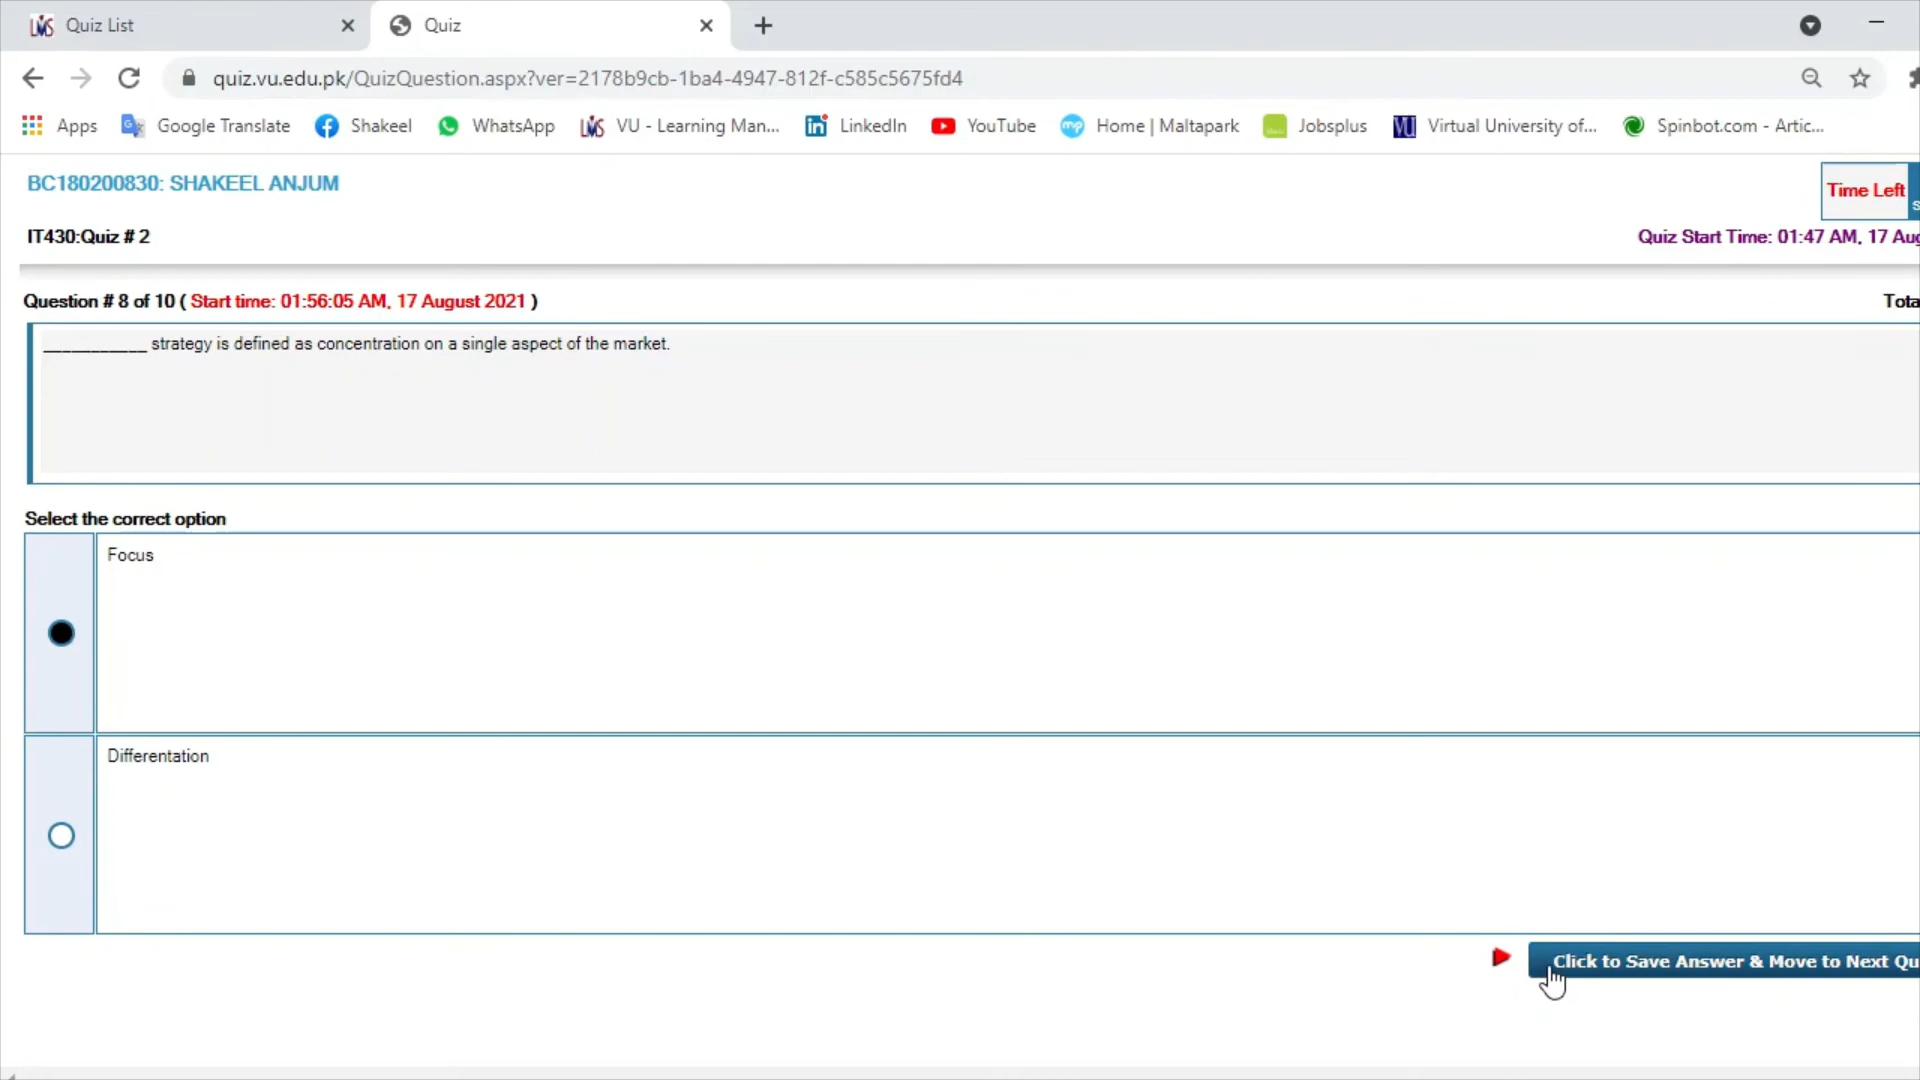 Quiz List
Quiz
quiz.vu.edu.pk/QuizQuestion.aspx?ver=2178b9cb-1ba4-4947-812f-c585c5675fd4
Apps Google Translate Shakeel WhatsApp LMS VU - Learning Man... LinkedIn YouTube mp Home | Maltapark Jobsplus VU Virtual University of... Spinbot.com - Artic...
BC180200830: SHAKEEL ANJUM
Time Left
IT430:Quiz # 2
Quiz Start Time: 01:47 AM, 17 Aug
Question # 8 of 10 ( Start time: 01:56:05 AM, 17 August 2021 )
Tota
____________ strategy is defined as concentration on a single aspect of the market.
Select the correct option
Focus
Differentation
Click to Save Answer & Move to Next Qu